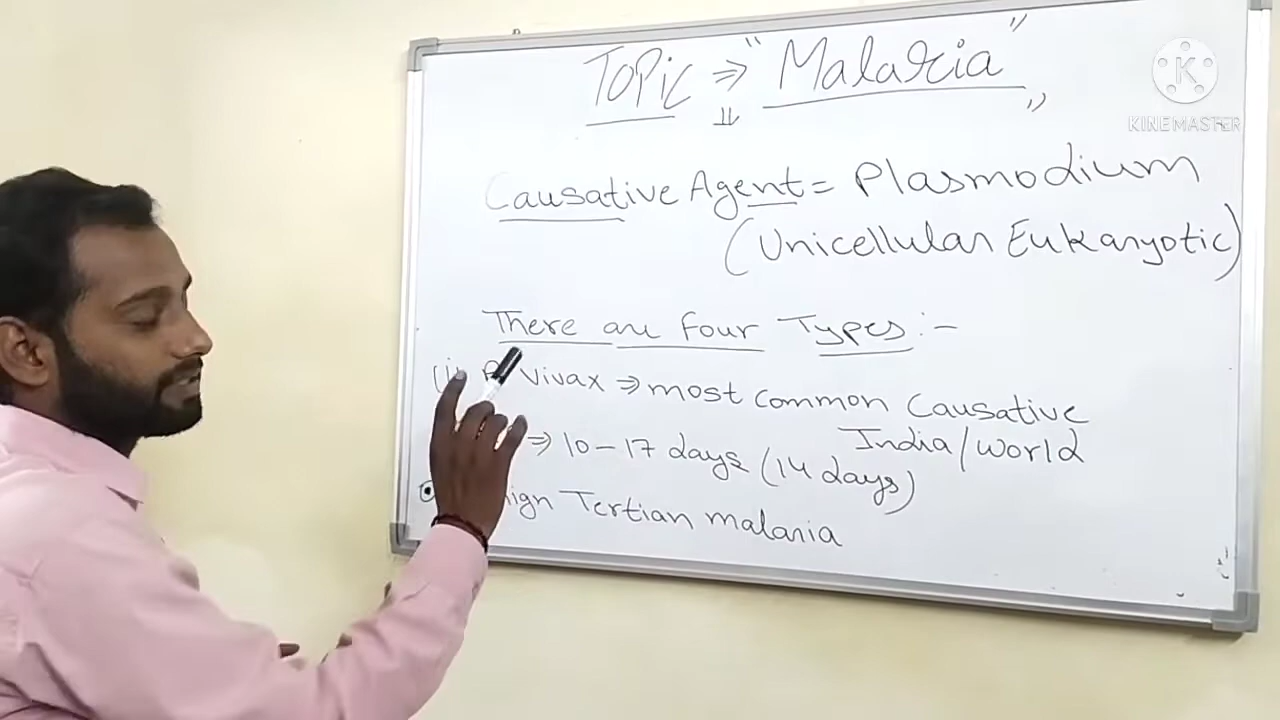 Topic ⇒ "Malaria"
Causative Agent = Plasmodium
(Unicellular Eukaryotic)
There are four Types :-
(i) P. vivax ⇒ most common causative
India/world
⇒ 10-17 days (14 days)
Tertian malaria
KINEMASTER